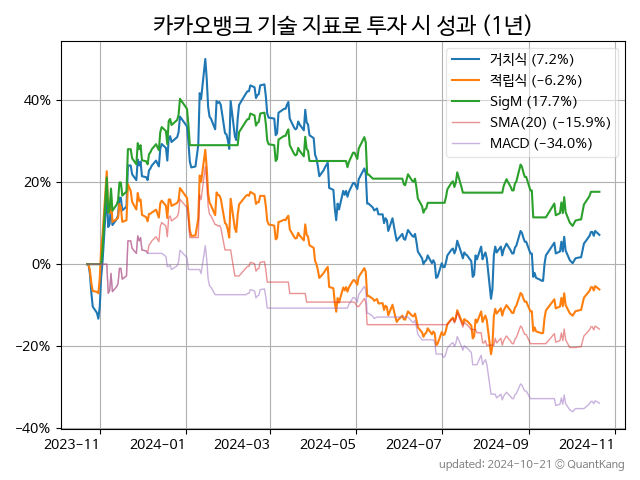 카카오뱅크 기술 지표로 투자 시 성과 (1년)
거치식 (7.2%)
적립식 (−6.2%)
SigM (17.7%)
SMA(20) (−15.9%)
MACD (−34.0%)
40%
20%
0%
−20%
−40%
2023-11 2024-01 2024-03 2024-05 2024-07 2024-09 2024-11
updated: 2024-10-21 © QuantKang